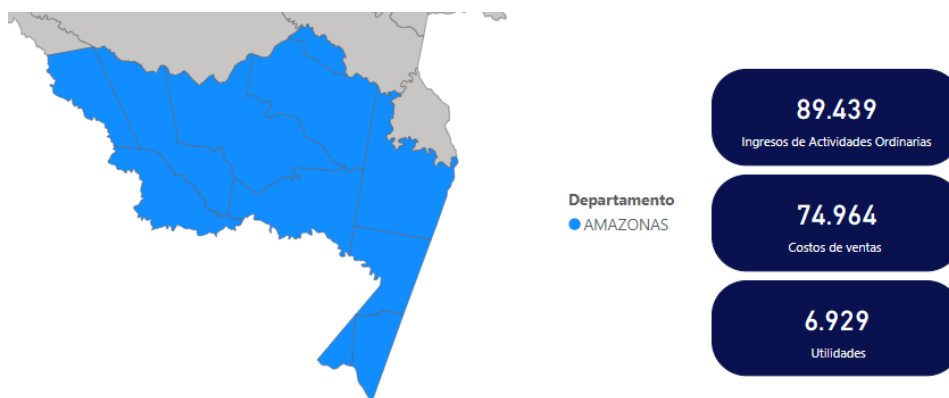 Departamento
AMAZONAS
89.439
Ingresos de Actividades Ordinarias
74.964
Costos de ventas
6.929
Utilidades